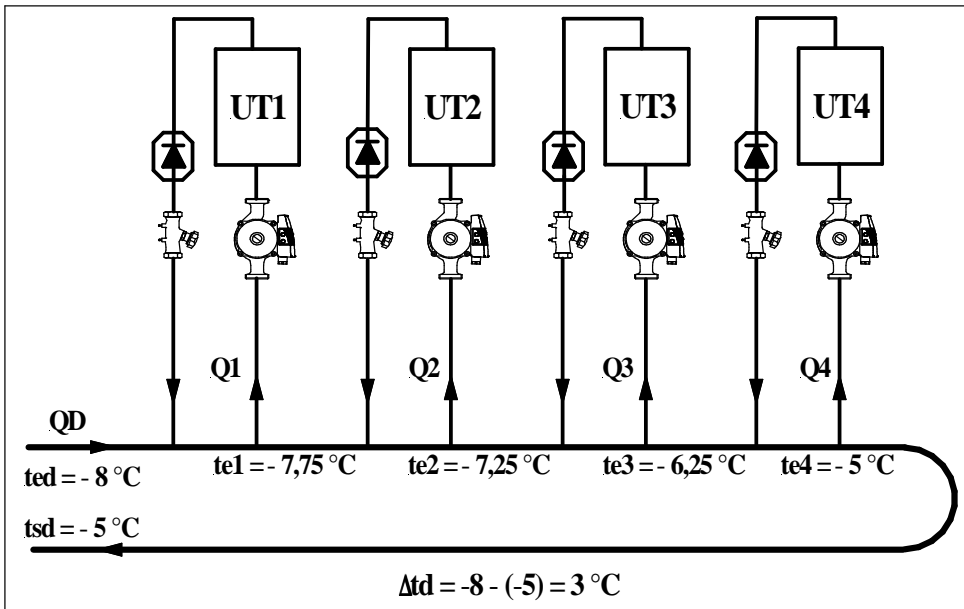 UT1 UT2 UT3 UT4
Q1 Q2 Q3 Q4
QD
te1 = - 7,75 °C te2 = - 7,25 °C te3 = - 6,25 °C te4 = - 5 °C
ted = - 8 °C
tsd = - 5 °C
Δtd = -8 - (-5) = 3 °C